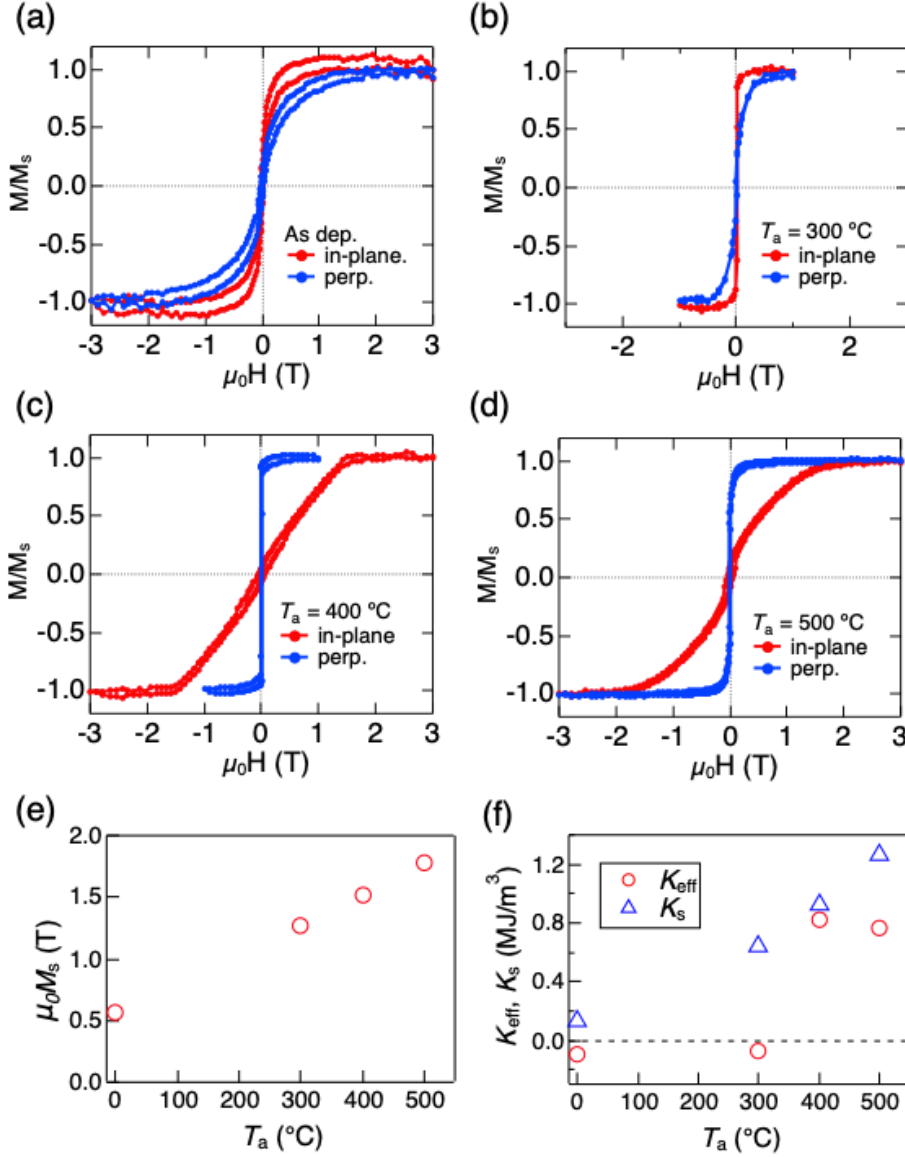 (a)
1.0
0.5
0.0
-0.5
-1.0
M/Ms
As dep.
in-plane.
perp.
-3 -2 -1 0 1 2 3
μ0H (T)
(b)
1.0
0.5
0.0
-0.5
-1.0
M/Ms
Ta = 300 ºC
in-plane
perp.
-2 0 2
μ0H (T)
(c)
1.0
0.5
0.0
-0.5
-1.0
M/Ms
Ta = 400 ºC
in-plane
perp.
-3 -2 -1 0 1 2 3
μ0H (T)
(d)
1.0
0.5
0.0
-0.5
-1.0
M/Ms
Ta = 500 ºC
in-plane
perp.
-3 -2 -1 0 1 2 3
μ0H (T)
(e)
2.0
1.5
1.0
0.5
0.0
μ0Ms (T)
0 100 200 300 400 500
Ta (°C)
(f)
1.2
0.8
0.4
0.0
Keff, Ks (MJ/m³)
Keff
Ks
0 100 200 300 400 500
Ta (°C)